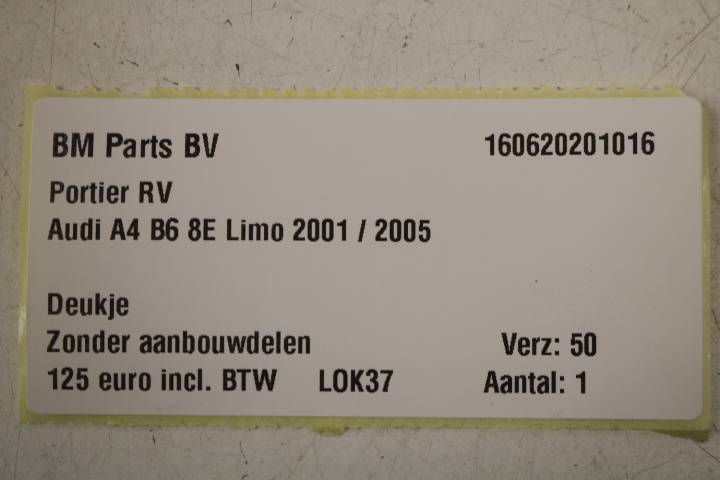 BM Parts BV 160620201016
Portier RV
Audi A4 B6 8E Limo 2001 / 2005
Deukje
Zonder aanbouwdelen Verz: 50
125 euro incl. BTW LOK37 Aantal: 1